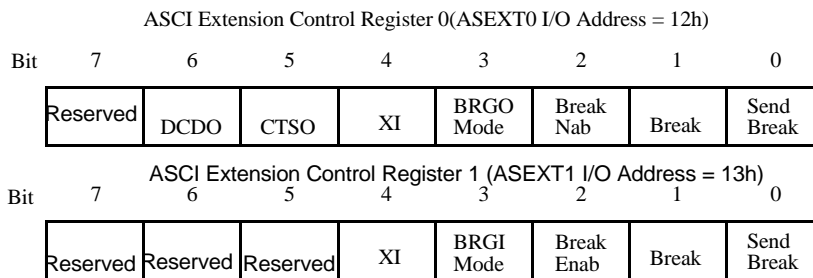 ASCI Extension Control Register 0(ASEXT0 I/O Address = 12h)
Bit 7 6 5 4 3 2 1 0
Reserved DCDO CTSO XI BRGO Mode Break Nab Break Send Break
ASCI Extension Control Register 1 (ASEXT1 I/O Address = 13h)
Bit 7 6 5 4 3 2 1 0
Reserved Reserved Reserved XI BRGI Mode Break Enab Break Send Break